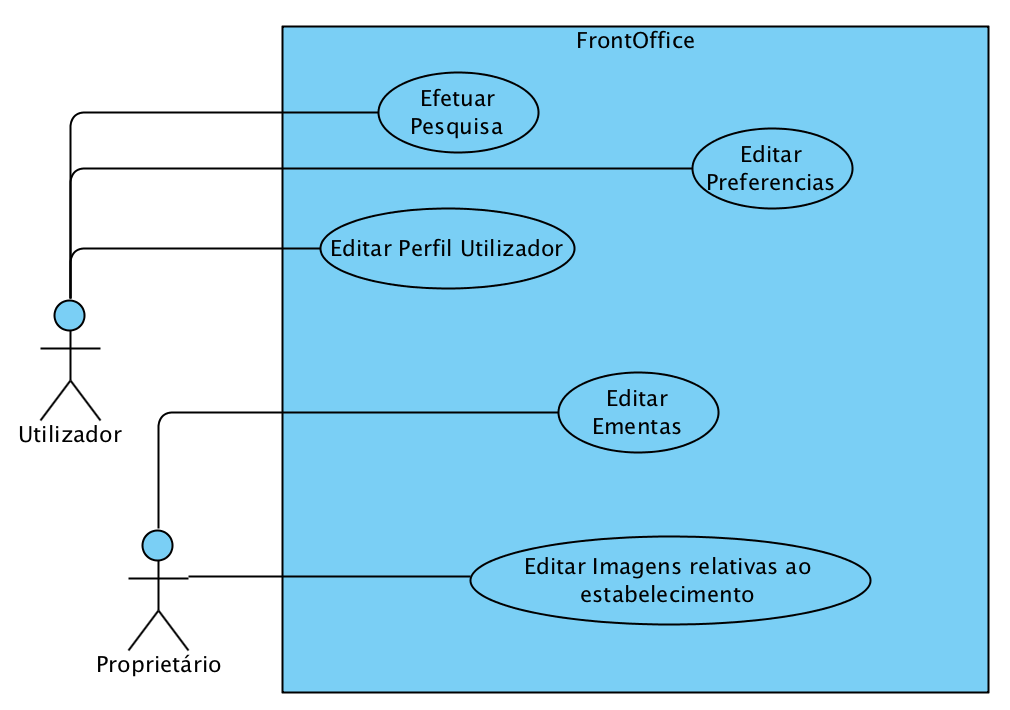 FrontOffice
Efetuar
Pesquisa
Editar
Preferencias
Editar Perfil Utilizador
Editar
Ementas
Utilizador
Editar Imagens relativas ao
estabelecimento
Proprietário